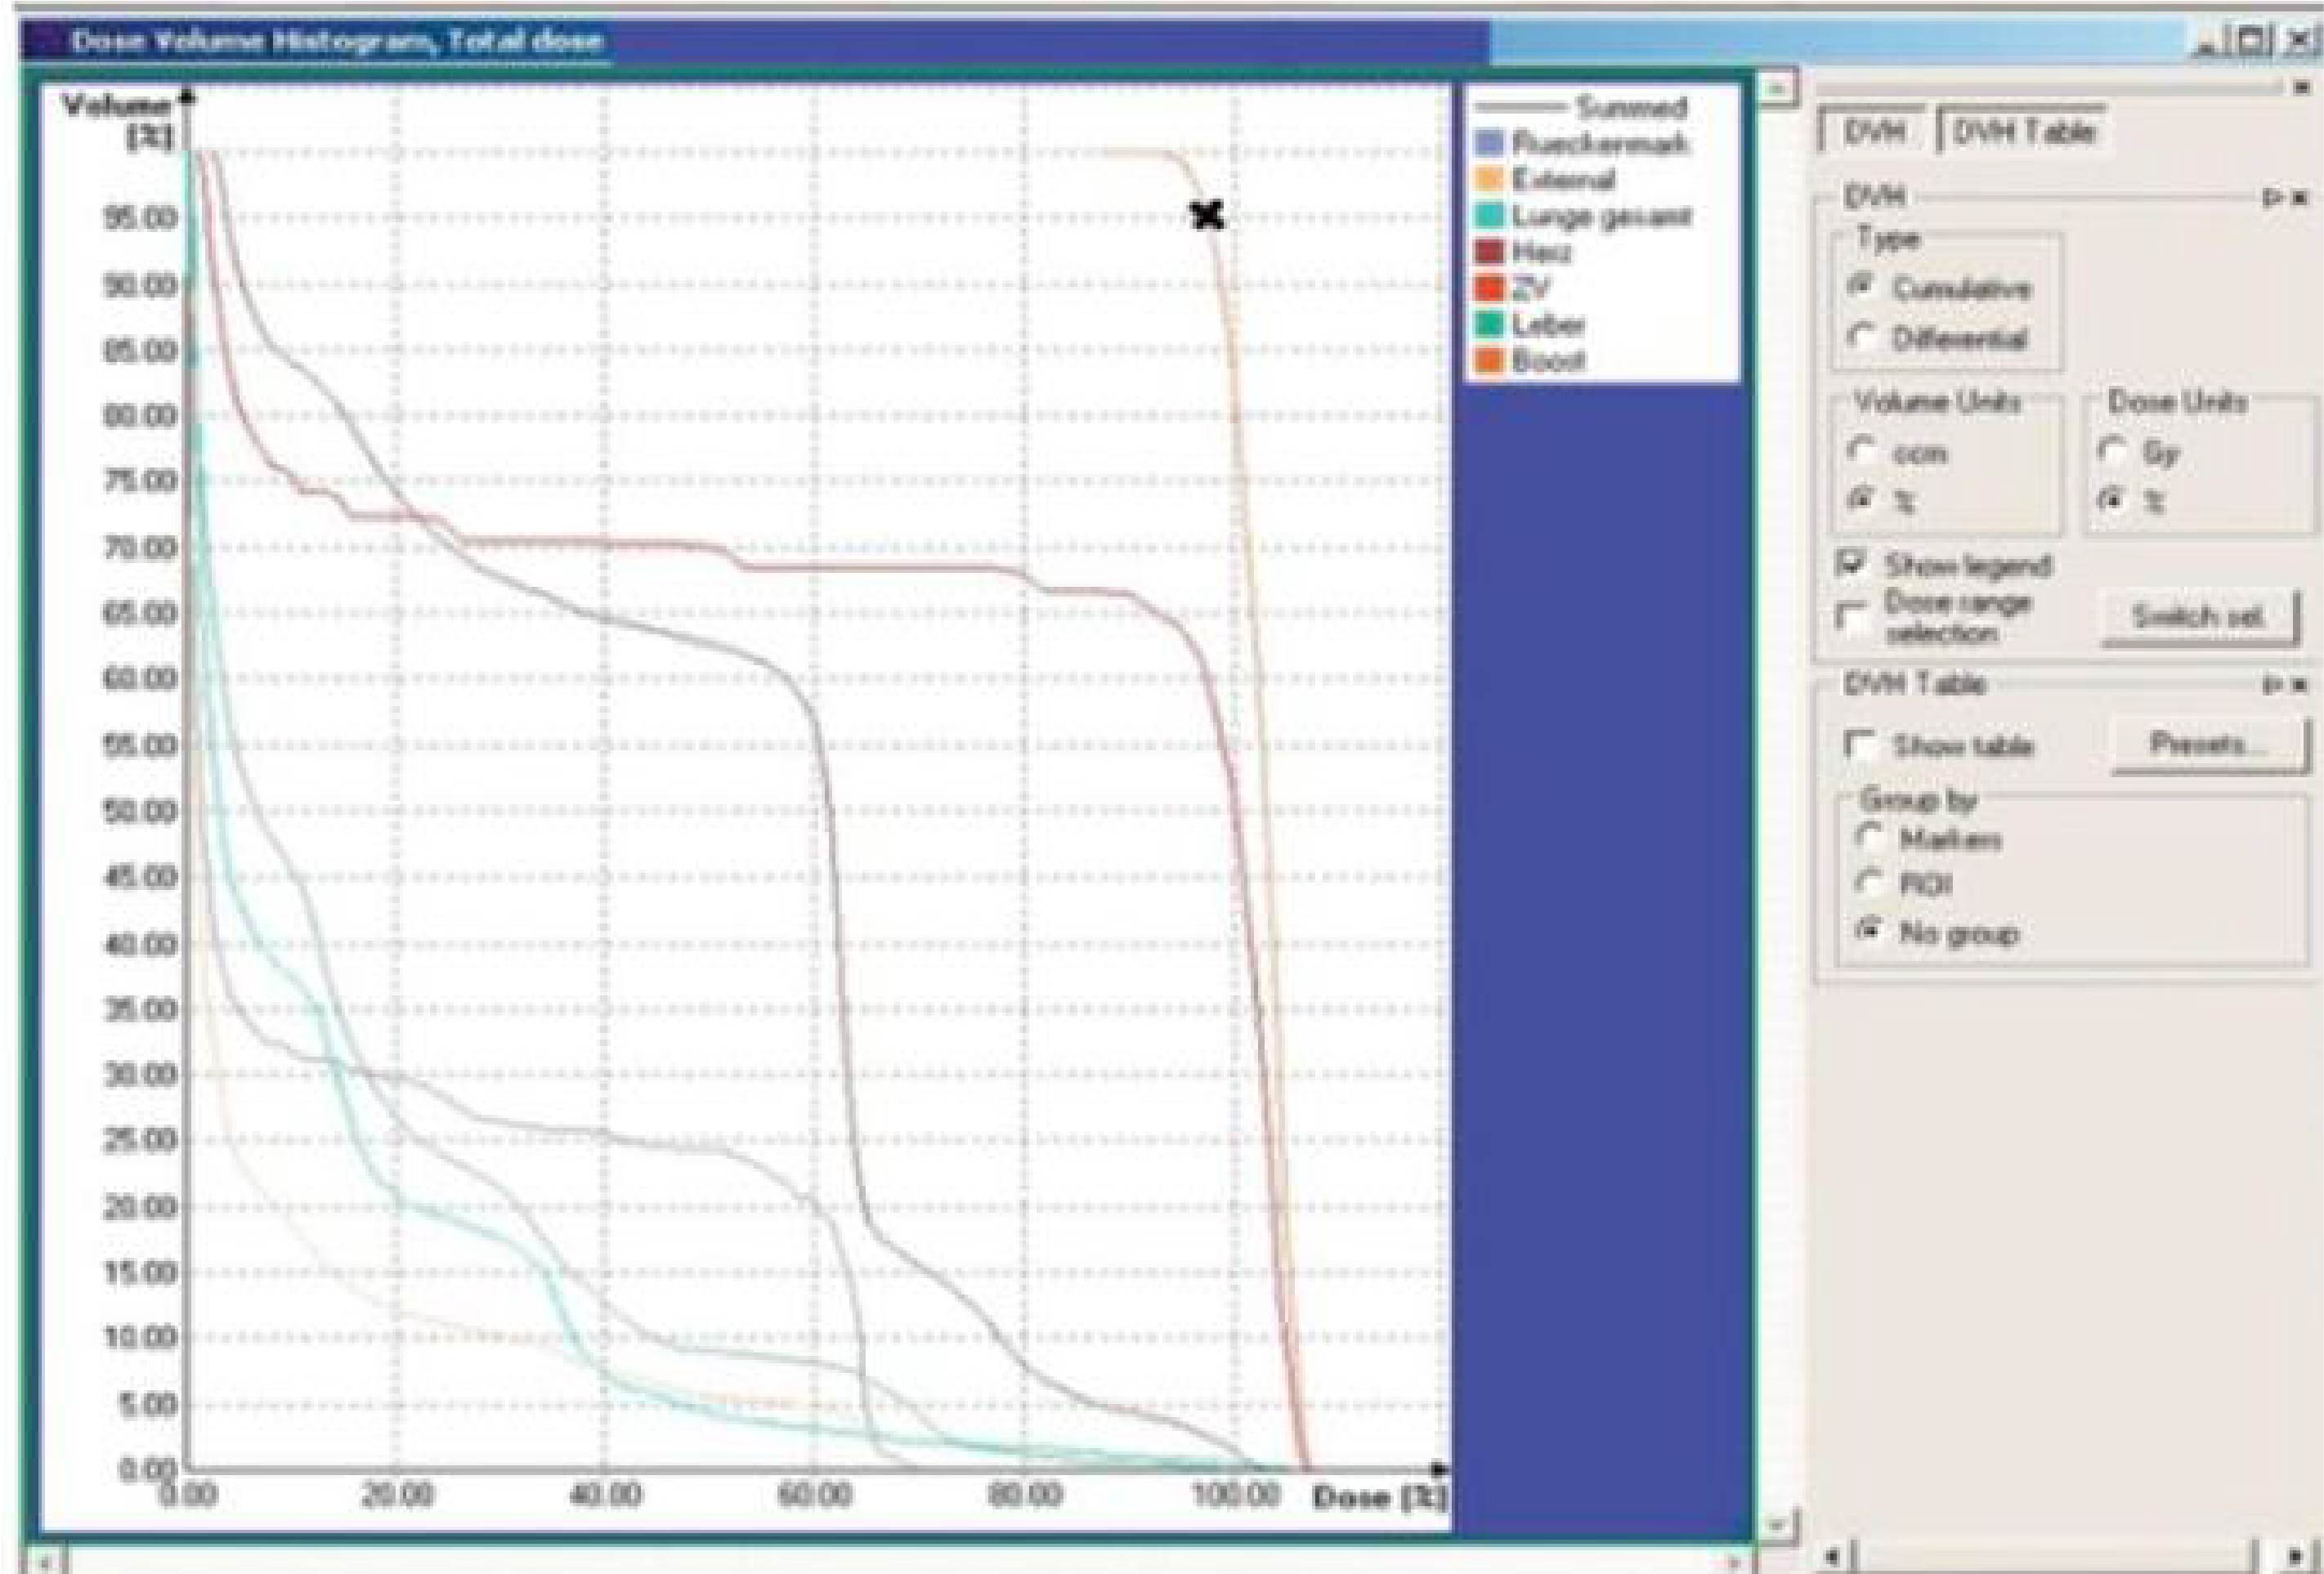 Dose Volume Histogram, Total dose
Volume
[%]
95.00
90.00
85.00
80.00
75.00
70.00
65.00
60.00
55.00
50.00
45.00
40.00
35.00
30.00
25.00
20.00
15.00
10.00
5.00
0.00
0.00 20.00 40.00 60.00 80.00 100.00 Dose [%]
Summed
Rueckenmark
External
Lunge gesamt
Herz
ZV
Leber
Boost
DVH DVH Table
DVH
Type
Cumulative
Differential
Volume Units Dose Units
ccm Gy
% %
Show legend
Dose range
selection
Switch sel.
DVH Table
Show table Presets...
Group by
Markers
ROI
No group